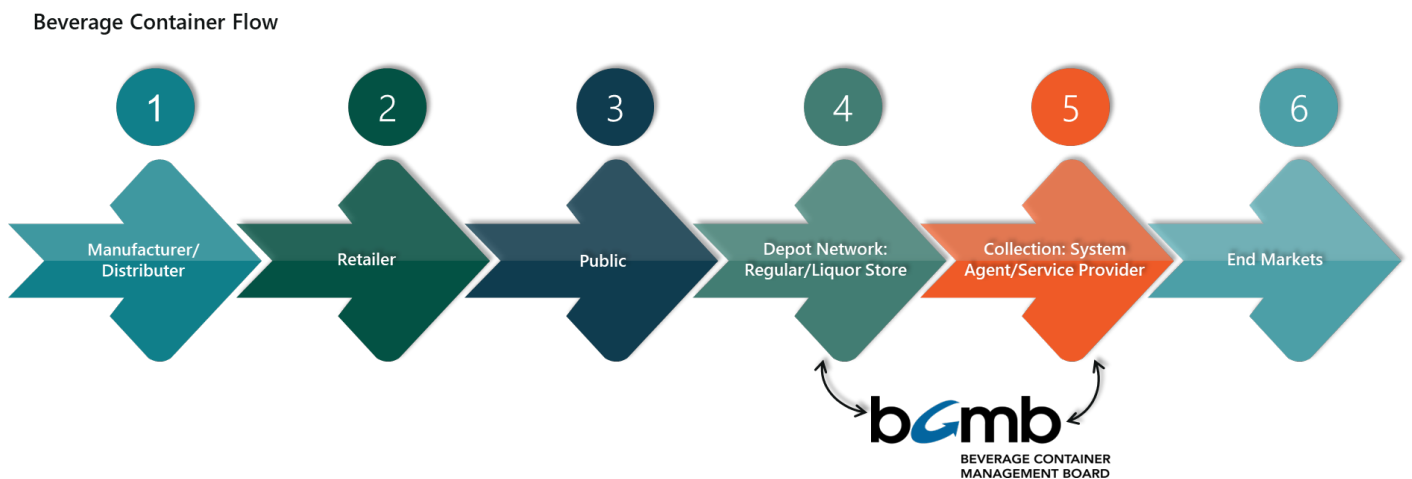 Beverage Container Flow
1
2
3
4
5
6
Manufacturer/
Distributer
Retailer
Public
Depot Network:
Regular/Liquor Store
Collection: System
Agent/Service Provider
End Markets
bcmb
BEVERAGE CONTAINER
MANAGEMENT BOARD